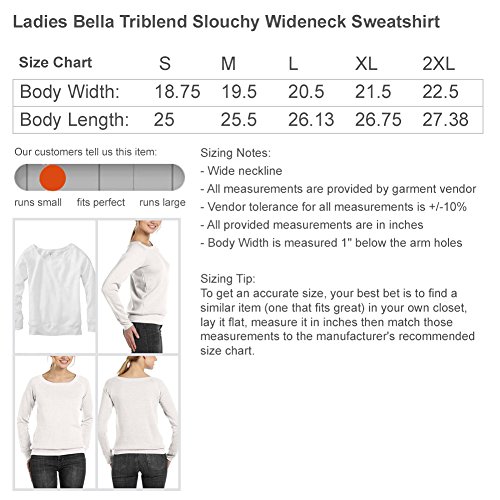 Ladies Bella Triblend Slouchy Wideneck Sweatshirt
Size Chart S M L XL 2XL
Body Width: 18.75 19.5 20.5 21.5 22.5
Body Length: 25 25.5 26.13 26.75 27.38
Our customers tell us this item:
runs small fits perfect runs large
Sizing Notes:
- Wide neckline
- All measurements are provided by garment vendor
- Vendor tolerance for all measurements is +/-10%
- All provided measurements are in inches
- Body Width is measured 1" below the arm holes
Sizing Tip:
To get an accurate size, your best bet is to find a
similar item (one that fits great) in your own closet,
lay it flat, measure it in inches then match those
measurements to the manufacturer's recommended
size chart.